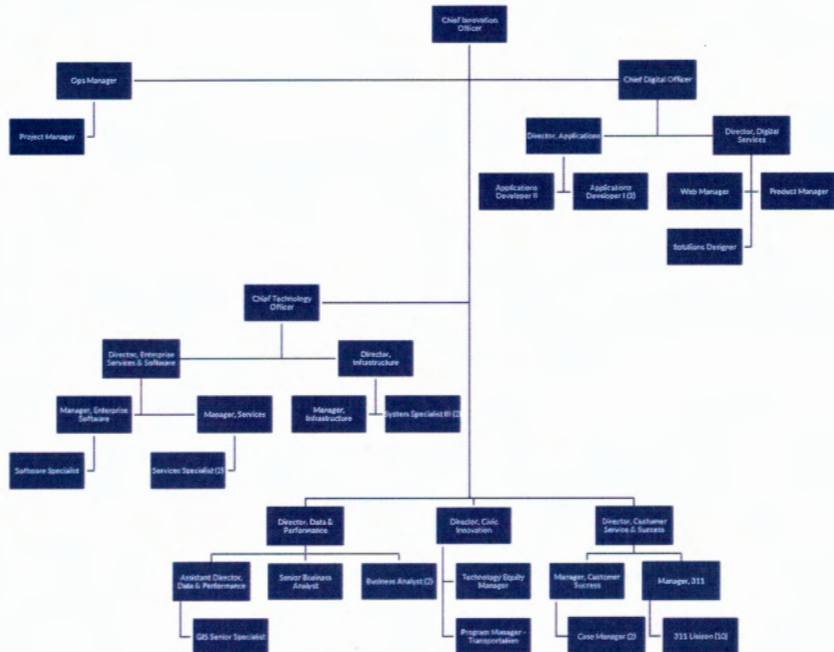 Chief Innovation
Officer
Ops Manager
Chief Digital Officer
Project Manager
Director, Applications
Director, Digital
Services
Applications
Developer II
Applications
Developer I (2)
Web Manager
Product Manager
Solutions Designer
Chief Technology
Officer
Director, Enterprise
Services & Software
Director,
Infrastructure
Manager, Enterprise
Software
Manager, Services
Manager,
Infrastructure
System Specialist III (2)
Software Specialist
Services Specialist (2)
Director, Data &
Performance
Director, Civic
Innovation
Director, Customer
Service & Success
Assistant Director,
Data & Performance
Senior Business
Analyst
Business Analyst (2)
Technology Equity
Manager
Manager, Customer
Success
Manager, 311
GIS Senior Specialist
Program Manager -
Transportation
Case Manager (2)
311 Liaison (10)